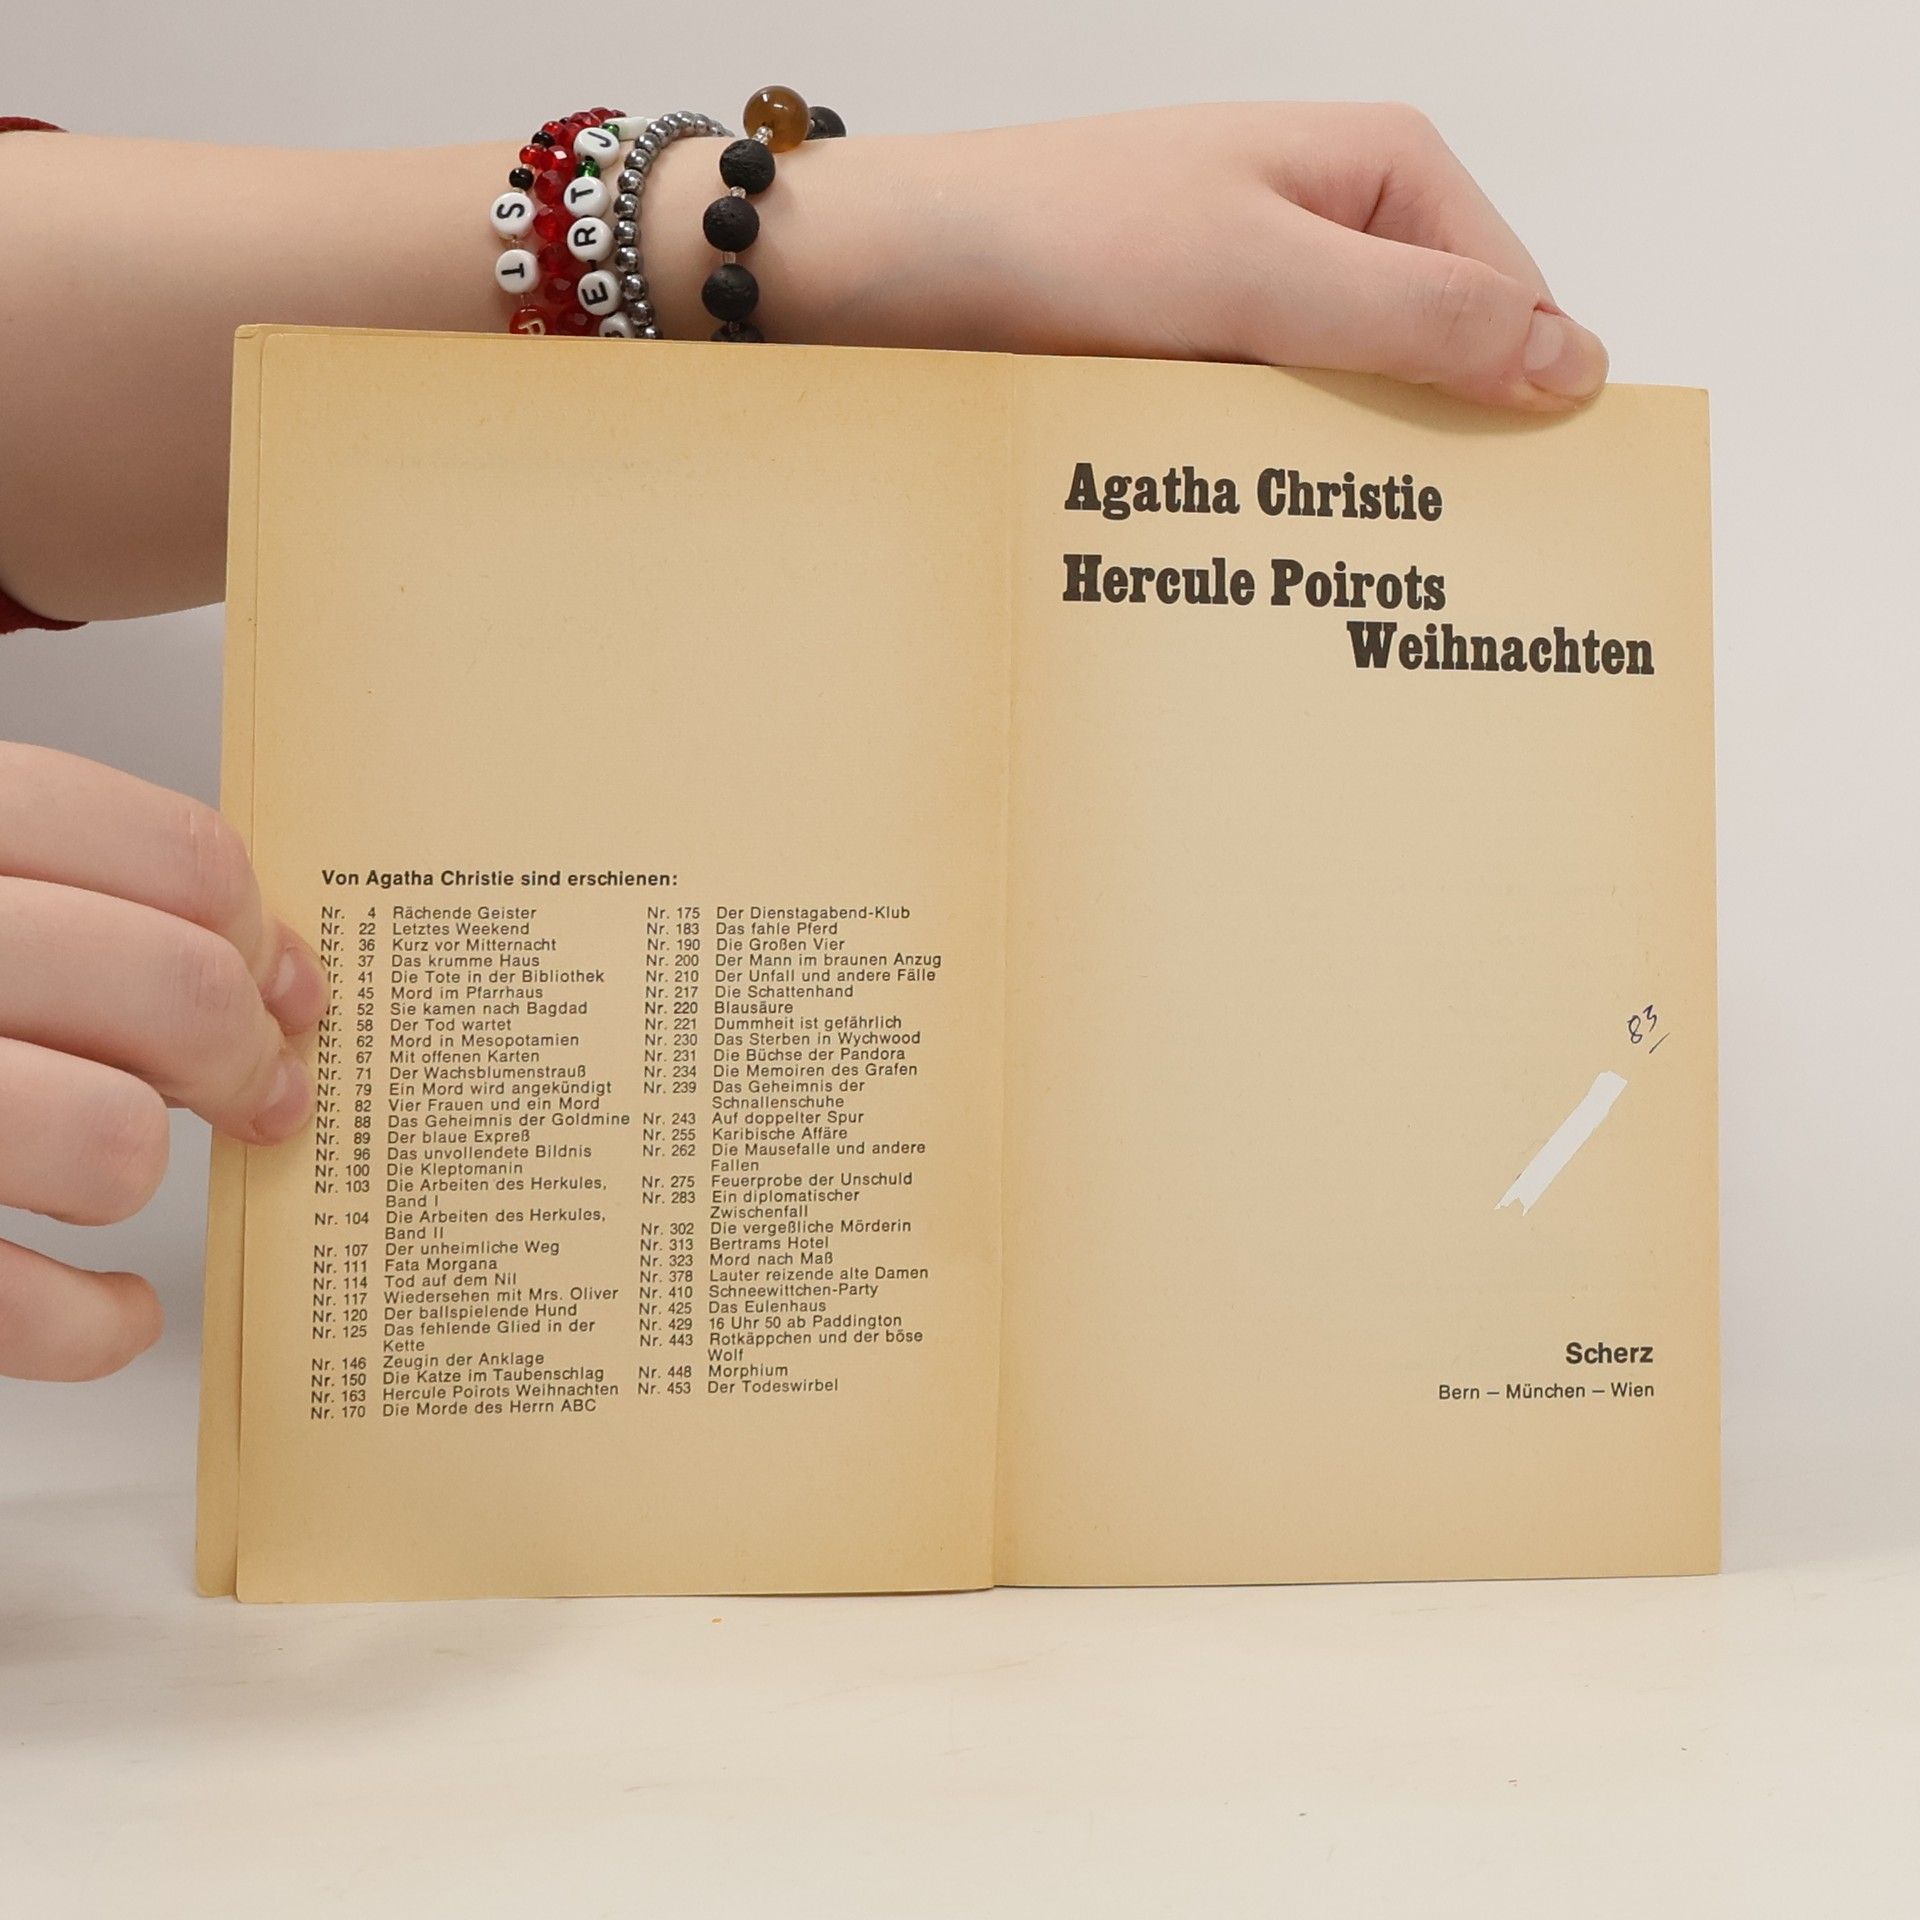 S
T
P
J
T
R
E
Von Agatha Christie sind erschienen:
Nr. 4 Rächende Geister
Nr. 22 Letztes Weekend
Nr. 36 Kurz vor Mitternacht
Nr. 37 Das krumme Haus
Nr. 41 Die Tote in der Bibliothek
r. 45 Mord im Pfarrhaus
Nr. 52 Sie kamen nach Bagdad
Nr. 58 Der Tod wartet
Nr. 62 Mord in Mesopotamien
Nr. 67 Mit offenen Karten
Nr. 71 Der Wachsblumenstrauß
Nr. 79 Ein Mord wird angekündigt
Nr. 82 Vier Frauen und ein Mord
Nr. 88 Das Geheimnis der Goldmine
Nr. 89 Der blaue Expreß
Nr. 96 Das unvollendete Bildnis
Nr. 100 Die Kleptomanin
Nr. 103 Die Arbeiten des Herkules,
Band I
Nr. 104 Die Arbeiten des Herkules,
Band II
Nr. 107 Der unheimliche Weg
Nr. 111 Fata Morgana
Nr. 114 Tod auf dem Nil
Nr. 117 Wiedersehen mit Mrs. Oliver
Nr. 120 Der ballspielende Hund
Nr. 125 Das fehlende Glied in der
Kette
Nr. 146 Zeugin der Anklage
Nr. 150 Die Katze im Taubenschlag
Nr. 163 Hercule Poirots Weihnachten
Nr. 170 Die Morde des Herrn ABC
Nr. 175 Der Dienstagabend-Klub
Nr. 183 Das fahle Pferd
Nr. 190 Die Großen Vier
Nr. 200 Der Mann im braunen Anzug
Nr. 210 Der Unfall und andere Fälle
Nr. 217 Die Schattenhand
Nr. 220 Blausäure
Nr. 221 Dummheit ist gefährlich
Nr. 230 Das Sterben in Wychwood
Nr. 231 Die Büchse der Pandora
Nr. 234 Die Memoiren des Grafen
Nr. 239 Das Geheimnis der
Schnallenschuhe
Nr. 243 Auf doppelter Spur
Nr. 255 Karibische Affäre
Nr. 262 Die Mausefalle und andere
Fallen
Nr. 275 Feuerprobe der Unschuld
Nr. 283 Ein diplomatischer
Zwischenfall
Nr. 302 Die vergeßliche Mörderin
Nr. 313 Bertrams Hotel
Nr. 323 Mord nach Maß
Nr. 378 Lauter reizende alte Damen
Nr. 410 Schneewittchen-Party
Nr. 425 Das Eulenhaus
Nr. 429 16 Uhr 50 ab Paddington
Nr. 443 Rotkäppchen und der böse
Wolf
Nr. 448 Morphium
Nr. 453 Der Todeswirbel
Agatha Christie
Hercule Poirots
Weihnachten
83
Scherz
Bern – München – Wien